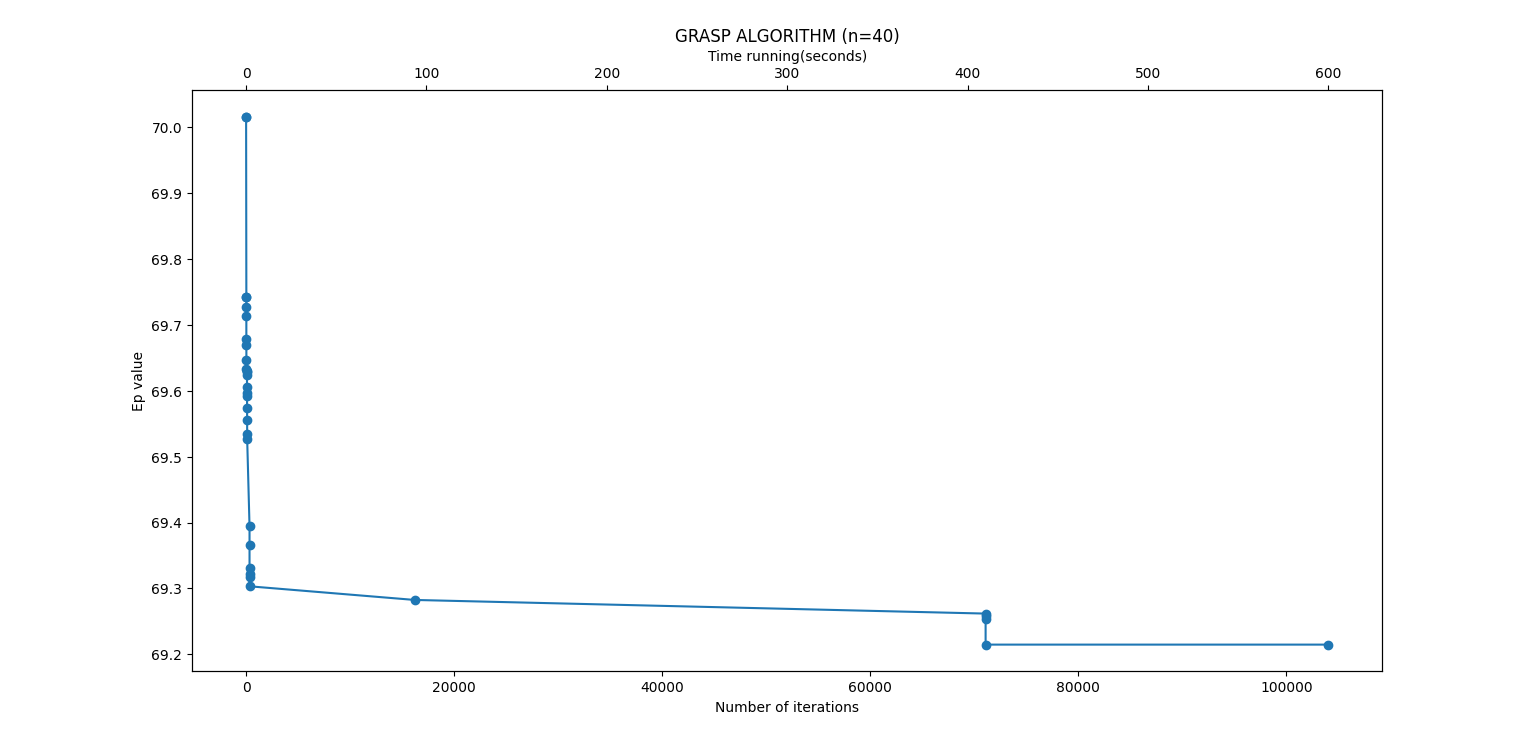 GRASP ALGORITHM (n=40)
Time running(seconds)
0 100 200 300 400 500 600
70.0
69.9
69.8
69.7
69.6
69.5
69.4
69.3
69.2
Ep value
0 20000 40000 60000 80000 100000
Number of iterations